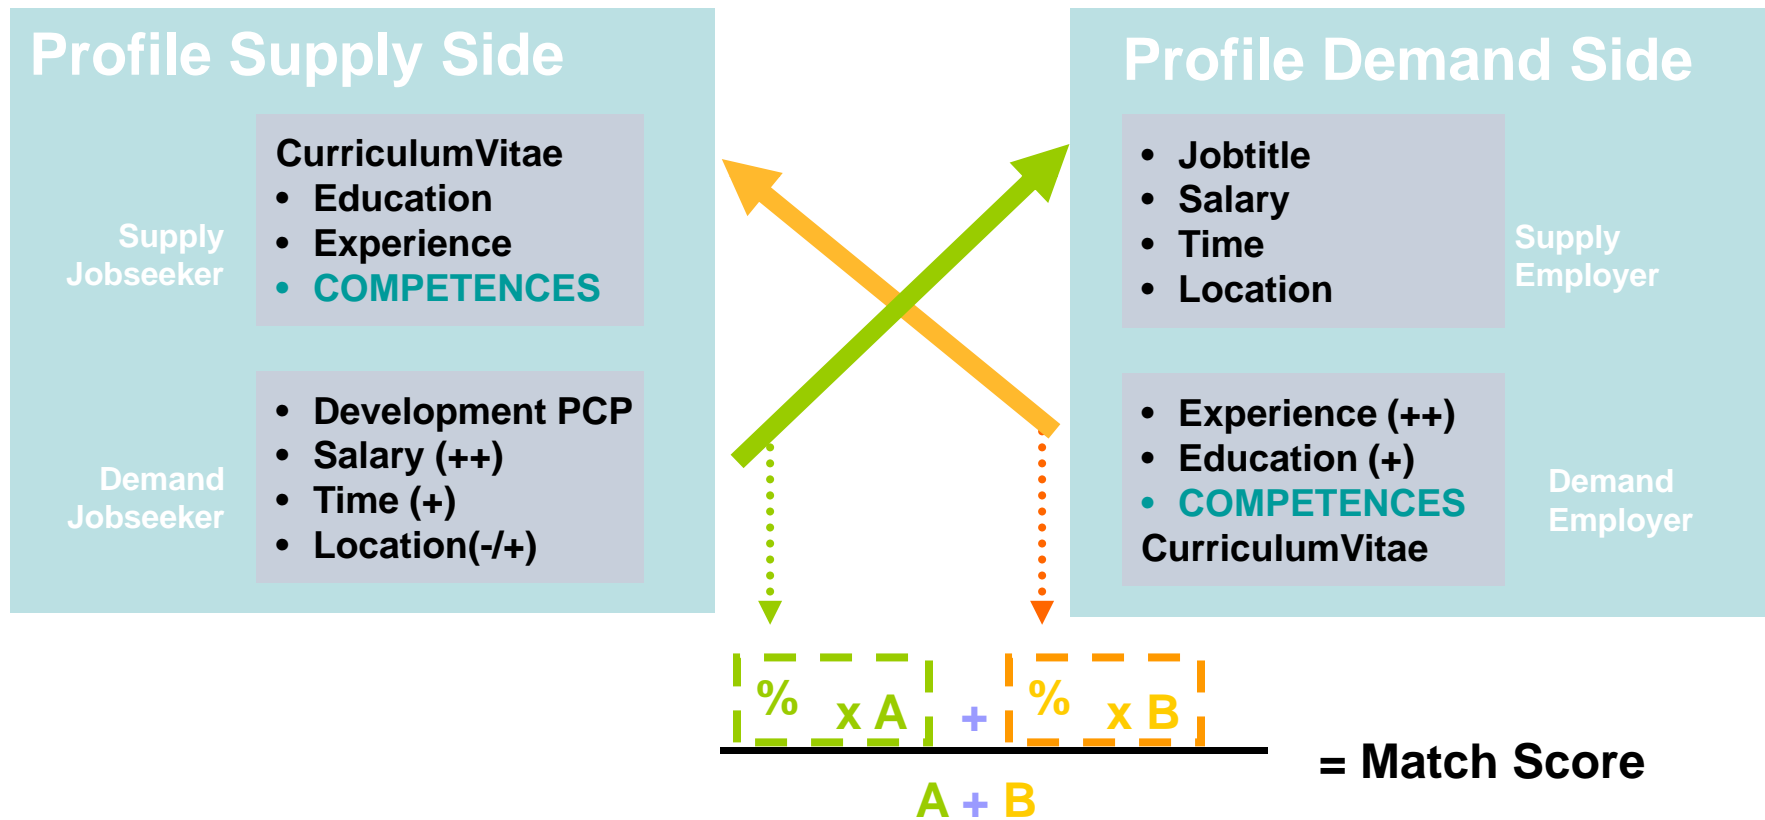 Profile Supply Side
Supply
Jobseeker
CurriculumVitae
• Education
• Experience
• COMPETENCES
Demand
Jobseeker
• Development PCP
• Salary (++)
• Time (+)
• Location(-/+)
Profile Demand Side
• Jobtitle
• Salary
• Time
• Location
Supply
Employer
• Experience (++)
• Education (+)
• COMPETENCES
CurriculumVitae
Demand
Employer
% x A + % x B
A + B
= Match Score